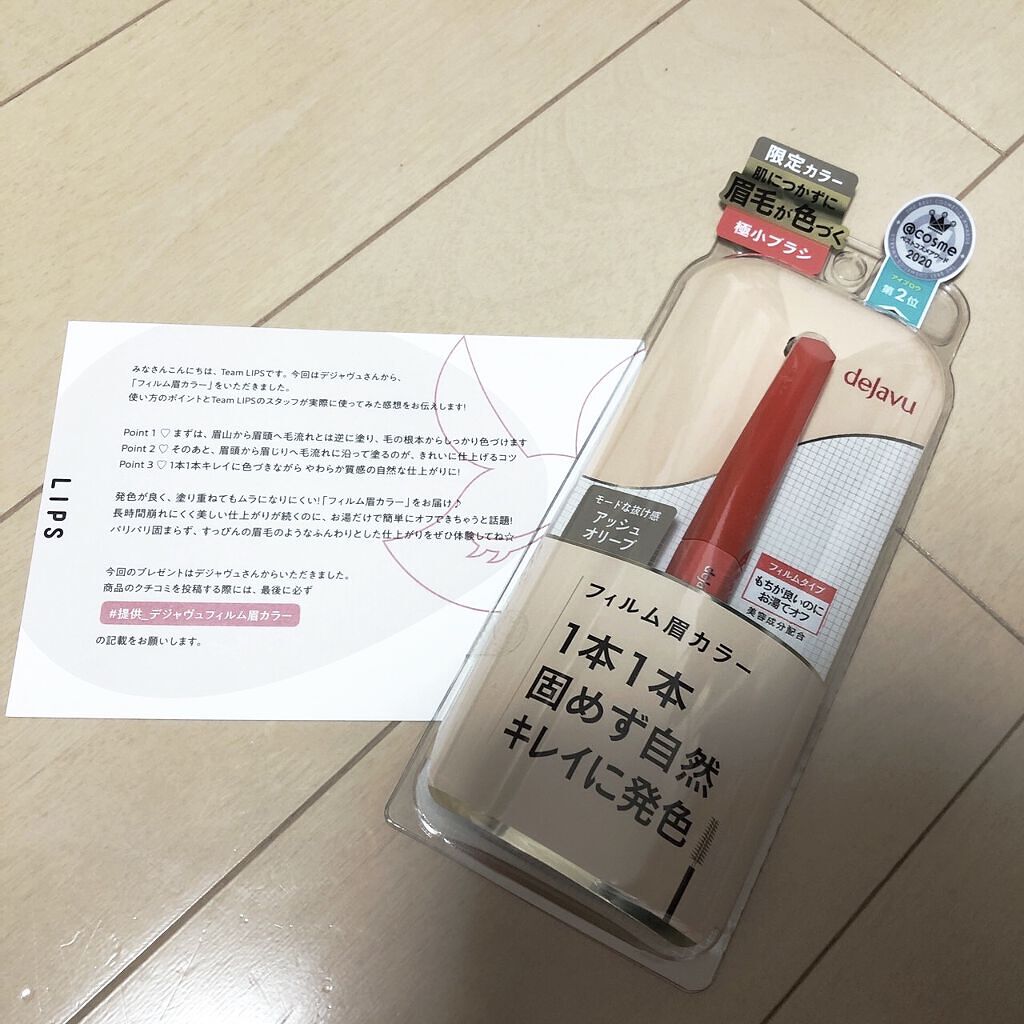 LIPS
みなさんこんにちは、Team LIPSです。今回はデジャヴュさんから、
「フィルム眉カラー」をいただきました。
使い方のポイントとTeam LIPSのスタッフが実際に使ってみた感想をお伝えします!
Point 1 ♡ まずは、眉山から眉頭へ毛流れとは逆に塗り、毛の根本からしっかり色づけます
Point 2 ♡ そのあと、眉頭から眉じりへ毛流れに沿って塗るのが、きれいに仕上げるコツ
Point 3 ♡ 1本1本キレイに色づきながら やわらか質感の自然な仕上がりに!
発色が良く、塗り重ねてもムラになりにくい!「フィルム眉カラー」をお届け♪
長時間崩れにくく美しい仕上がりが続くのに、お湯だけで簡単にオフできちゃうと話題!
パリパリ固まらず、すっぴんの眉毛のようなふんわりとした仕上がりをぜひ体験してね☆
今回のプレゼントはデジャヴュさんからいただきました。
商品のクチコミを投稿する際には、最後に必ず
#提供_デジャヴュフィルム眉カラー
の記載をお願いします。
限定カラー
肌につかずに
眉毛が色づく
極小ブラシ
@cosme
ベストコスメアワード
2020
アイブロウ
第2位
dejavu
モードな抜け感
アッシュ
オリーブ
フィルムタイプ
もちが良いのに
お湯でオフ
美容成分配合
フィルム眉カラー
1本1本
固めず自然
キレイに発色